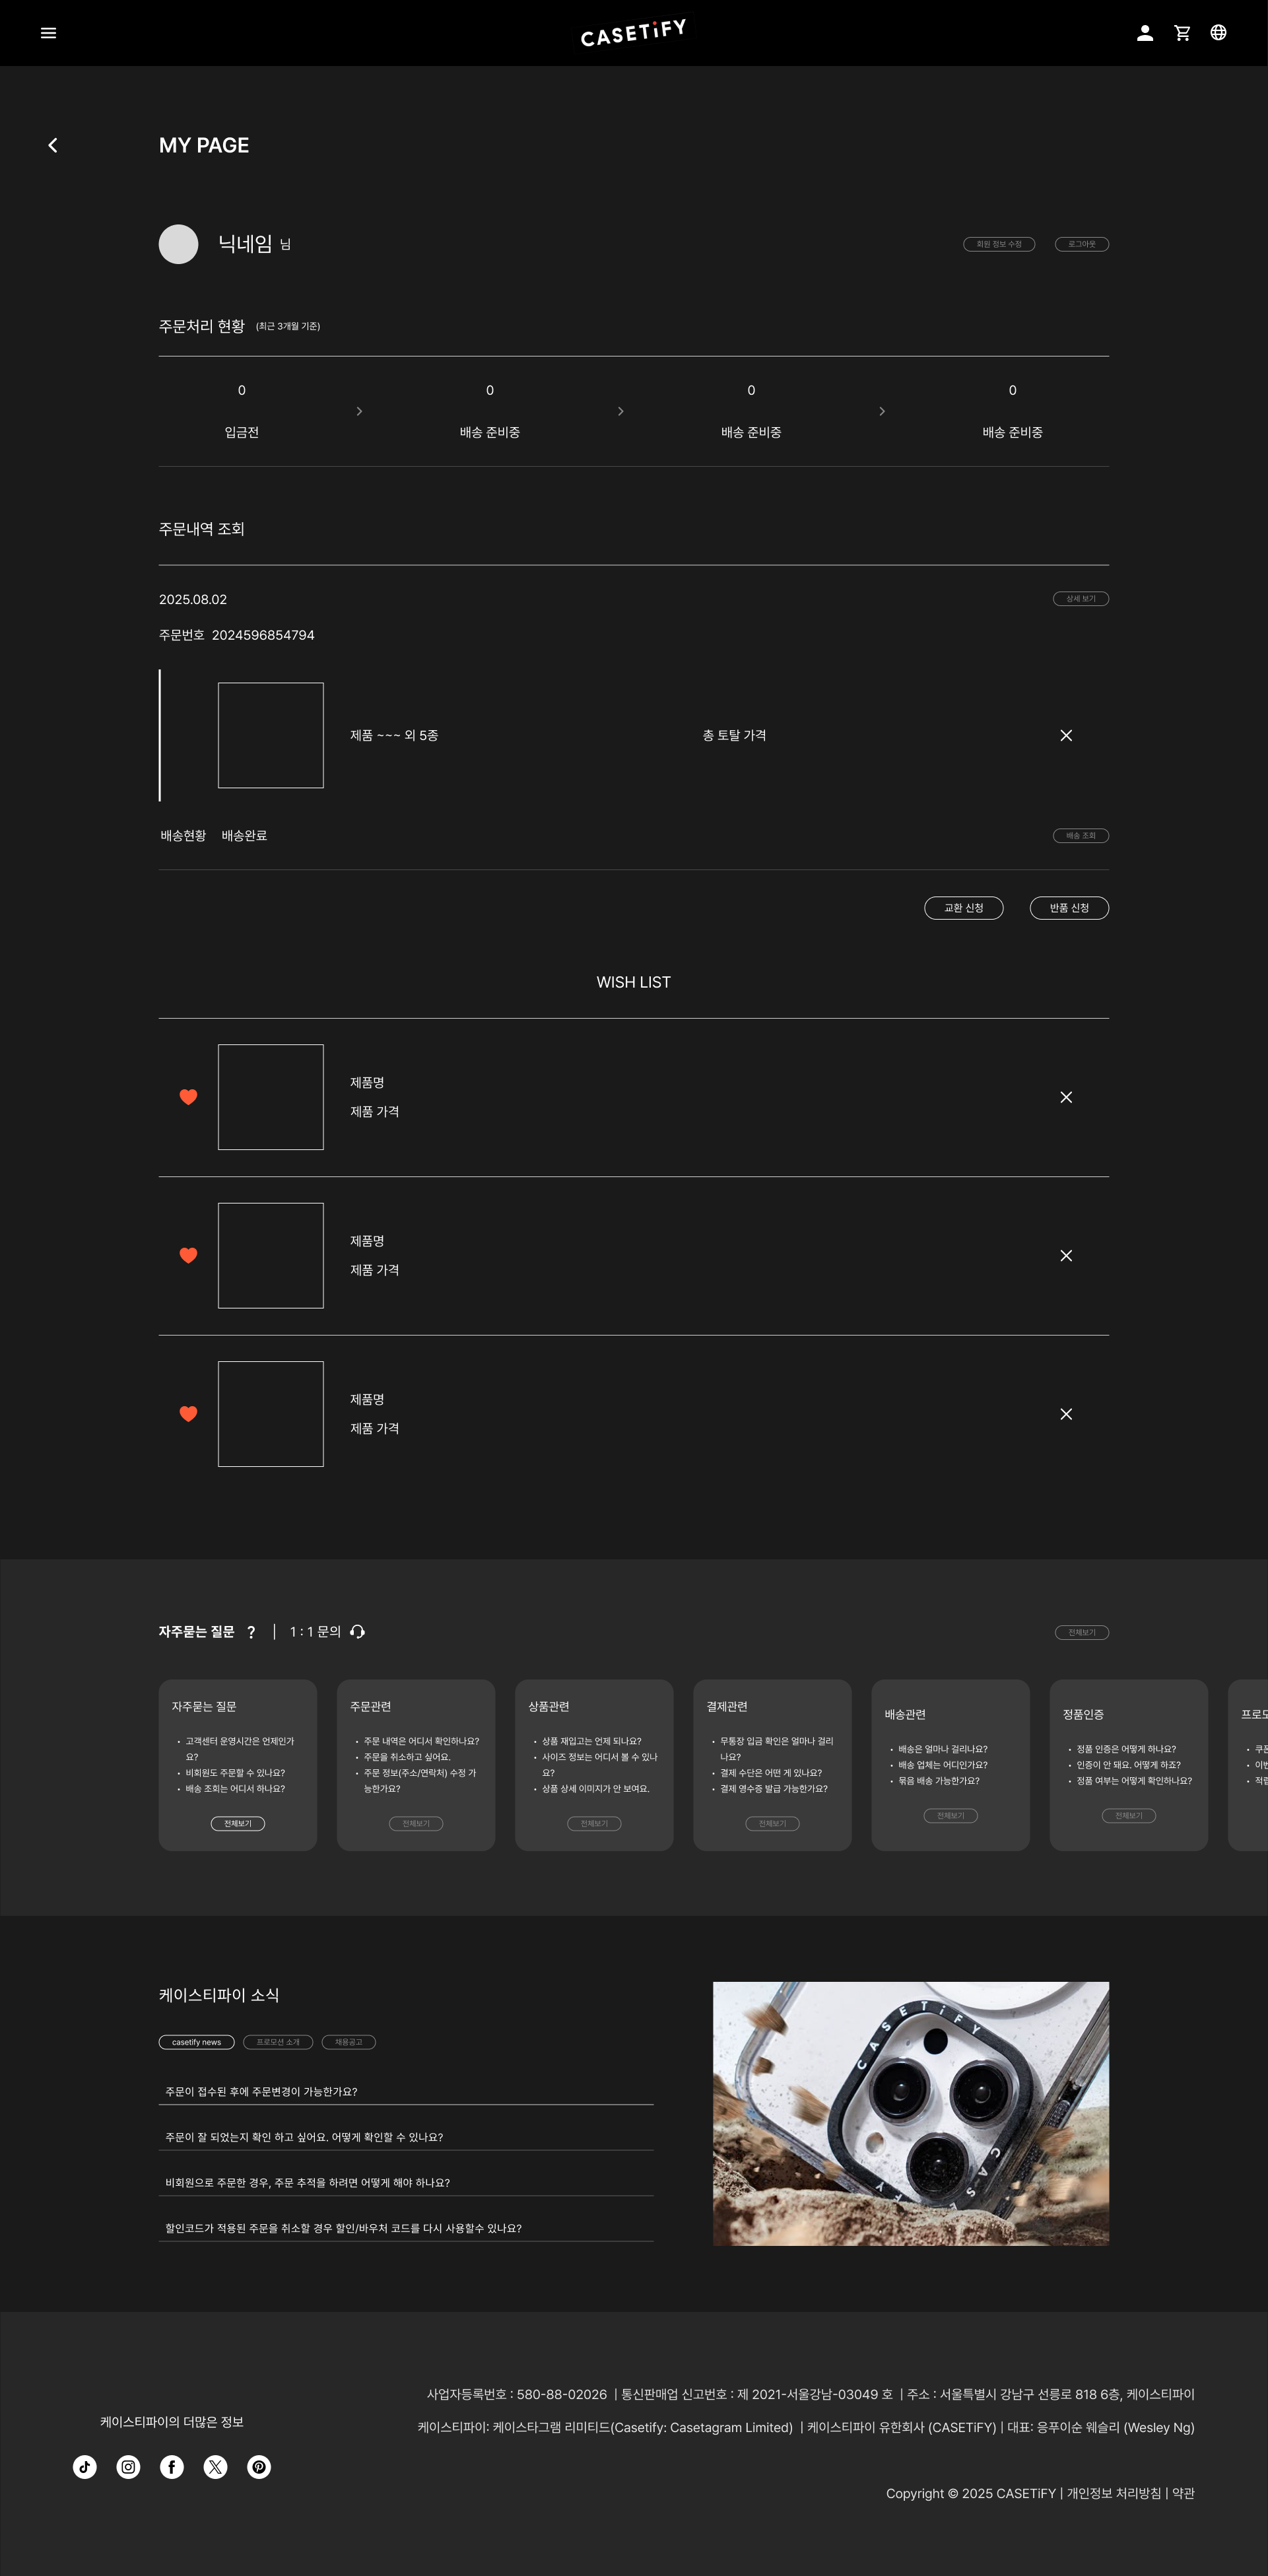 CASETiFY
MY PAGE
닉네임 님
회원 정보 수정
로그아웃
주문처리 현황 (최근 3개월 기준)
0
입금전
0
배송 준비중
0
배송 준비중
0
배송 준비중
주문내역 조회
2025.08.02
상세 보기
주문번호 2024596854794
제품 ~~~ 외 5종
총 토탈 가격
배송현황 배송완료
배송 조회
교환 신청
반품 신청
WISH LIST
제품명
제품 가격
제품명
제품 가격
제품명
제품 가격
자주묻는 질문 ? | 1 : 1 문의
전체보기
자주묻는 질문
• 고객센터 운영시간은 언제인가
요?
• 비회원도 주문할 수 있나요?
• 배송 조회는 어디서 하나요?
전체보기
주문관련
• 주문 내역은 어디서 확인하나요?
• 주문을 취소하고 싶어요.
• 주문 정보(주소/연락처) 수정 가
능한가요?
전체보기
상품관련
• 상품 재입고는 언제 되나요?
• 사이즈 정보는 어디서 볼 수 있나
요?
• 상품 상세 이미지가 안 보여요.
전체보기
결제관련
• 무통장 입금 확인은 얼마나 걸리
나요?
• 결제 수단은 어떤 게 있나요?
• 결제 영수증 발급 가능한가요?
전체보기
배송관련
• 배송은 얼마나 걸리나요?
• 배송 업체는 어디인가요?
• 묶음 배송 가능한가요?
전체보기
정품인증
• 정품 인증은 어떻게 하나요?
• 인증이 안 돼요. 어떻게 하죠?
• 정품 여부는 어떻게 확인하나요?
전체보기
케이스티파이 소식
casetify news
프로모션 소개
채용공고
주문이 접수된 후에 주문변경이 가능한가요?
주문이 잘 되었는지 확인 하고 싶어요. 어떻게 확인할 수 있나요?
비회원으로 주문한 경우, 주문 추적을 하려면 어떻게 해야 하나요?
할인코드가 적용된 주문을 취소할 경우 할인/바우처 코드를 다시 사용할수 있나요?
CASETiFY
케이스티파이의 더많은 정보
사업자등록번호 : 580-88-02026 | 통신판매업 신고번호 : 제 2021-서울강남-03049 호 | 주소 : 서울특별시 강남구 선릉로 818 6층, 케이스티파이
케이스티파이: 케이스타그램 리미티드(Casetify: Casetagram Limited) | 케이스티파이 유한회사 (CASETiFY) | 대표: 응푸이순 웨슬리 (Wesley Ng)
Copyright © 2025 CASETiFY | 개인정보 처리방침 | 약관